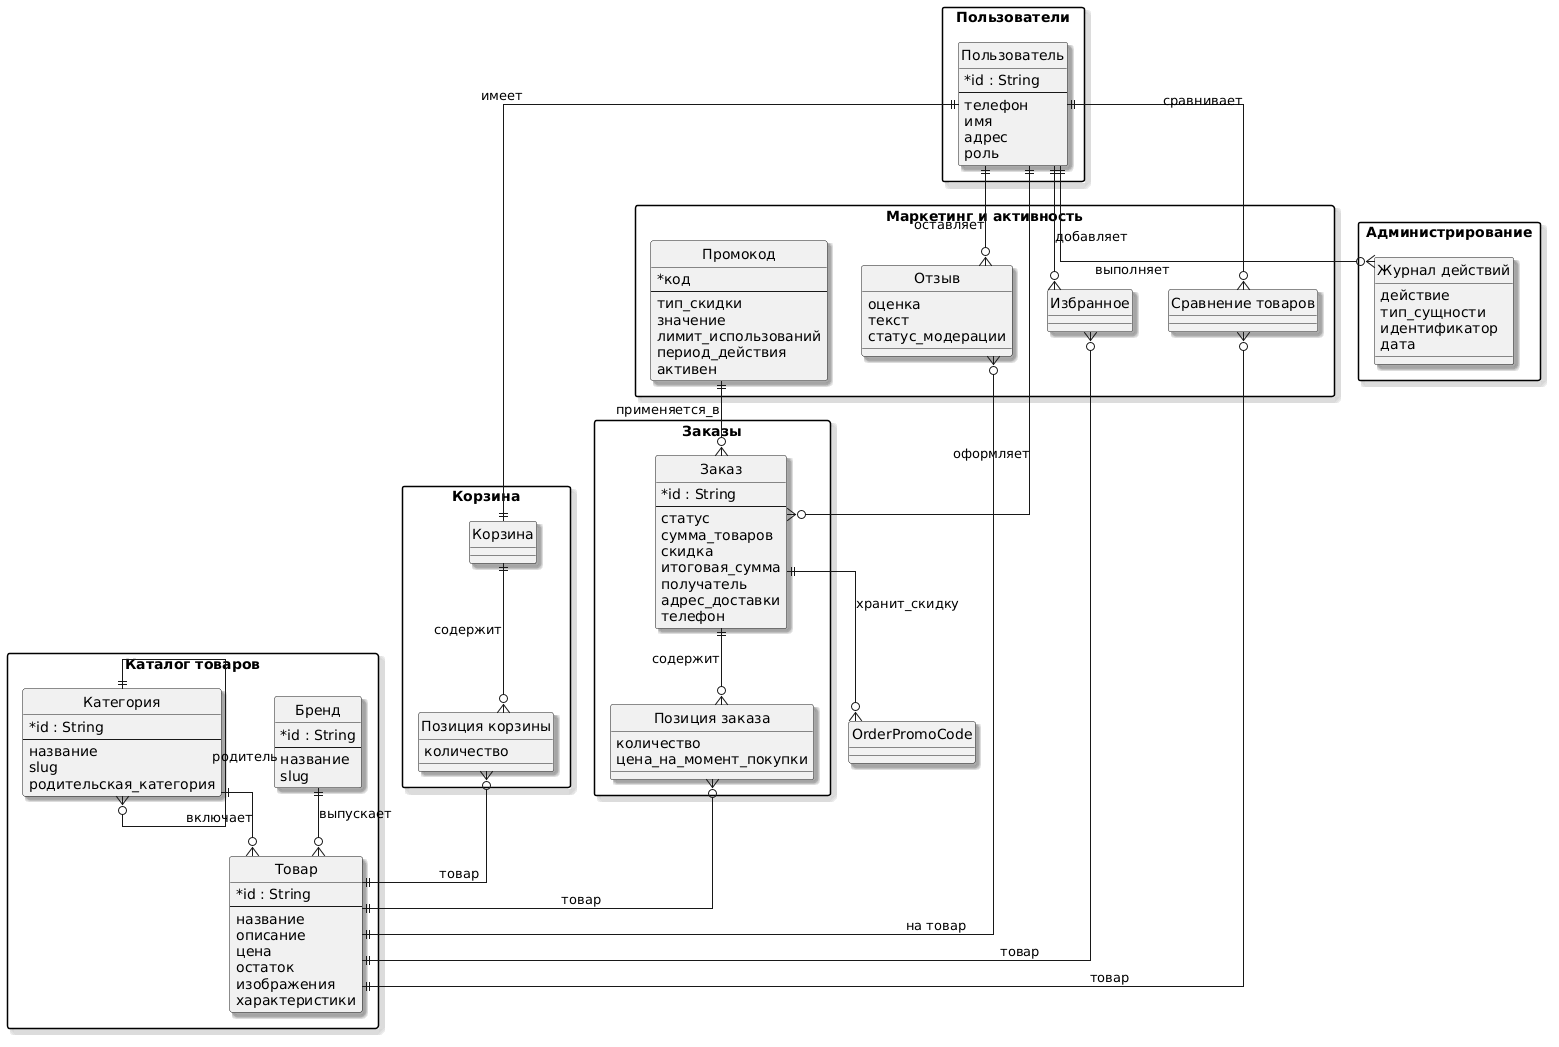 Пользователи
Пользователь
*id : String
телефон
имя
адрес
роль
имеет
сравнивает
Маркетинг и активность
оставляет
добавляет
выполняет
Промокод
*код
тип_скидки
значение
лимит_использований
период_действия
активен
Отзыв
оценка
текст
статус_модерации
Избранное
Сравнение товаров
Администрирование
Журнал действий
действие
тип_сущности
идентификатор
дата
применяется_в
оформляет
Заказы
Заказ
*id : String
статус
сумма_товаров
скидка
итоговая_сумма
получатель
адрес_доставки
телефон
хранит_скидку
содержит
Позиция заказа
количество
цена_на_момент_покупки
OrderPromoCode
Корзина
Корзина
содержит
Позиция корзины
количество
Каталог товаров
Категория
*id : String
название
slug
родительская_категория
родитель
Бренд
*id : String
название
slug
включает
выпускает
Товар
*id : String
название
описание
цена
остаток
изображения
характеристики
товар
товар
на товар
товар
товар